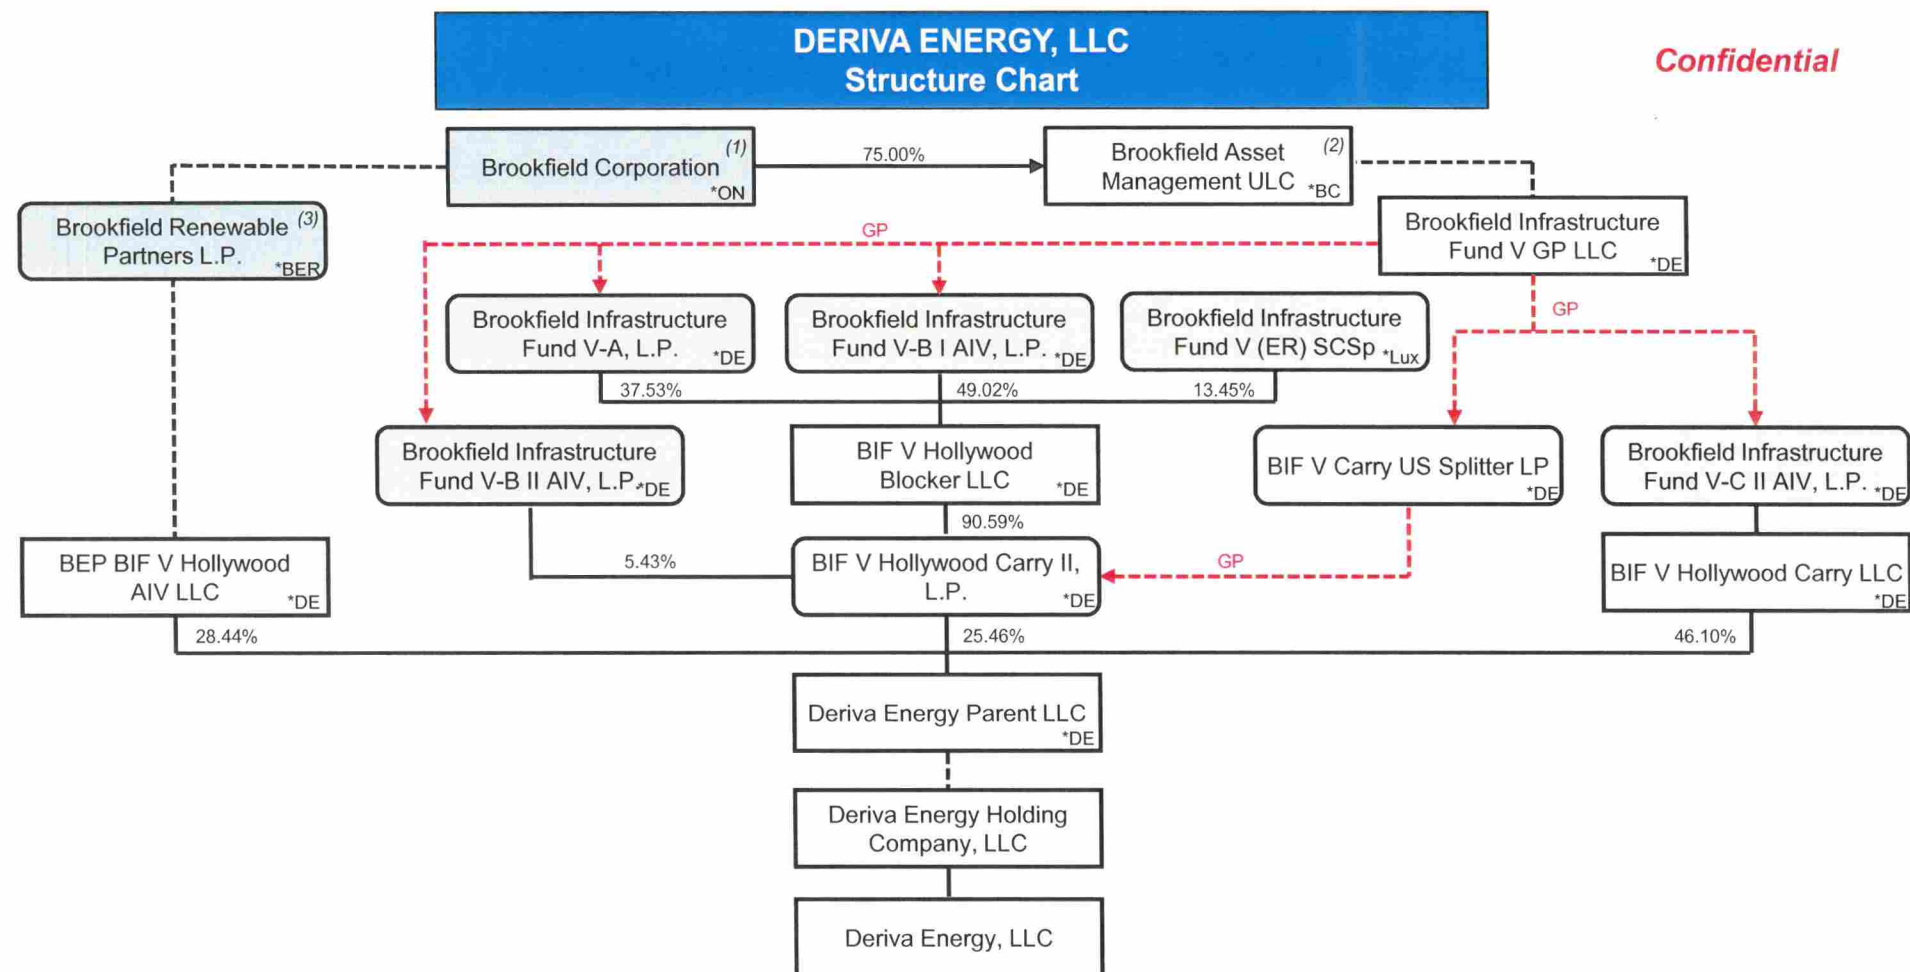 DERIVA ENERGY, LLC
Structure Chart
Confidential
Brookfield Corporation
(1)
*ON
75.00%
Brookfield Asset
Management ULC
(2)
*BC
Brookfield Renewable
Partners L.P.
(3)
*BER
GP
Brookfield Infrastructure
Fund V GP LLC
*DE
Brookfield Infrastructure
Fund V-A, L.P.
*DE
Brookfield Infrastructure
Fund V-B I AIV, L.P.
*DE
Brookfield Infrastructure
Fund V (ER) SCSp
*Lux
GP
37.53%
49.02%
13.45%
Brookfield Infrastructure
Fund V-B II AIV, L.P.
*DE
BIF V Hollywood
Blocker LLC
*DE
BIF V Carry US Splitter LP
*DE
Brookfield Infrastructure
Fund V-C II AIV, L.P.
*DE
90.59%
BEP BIF V Hollywood
AIV LLC
*DE
5.43%
BIF V Hollywood Carry II,
L.P.
*DE
GP
BIF V Hollywood Carry LLC
*DE
28.44%
25.46%
46.10%
Deriva Energy Parent LLC
*DE
Deriva Energy Holding
Company, LLC
Deriva Energy, LLC